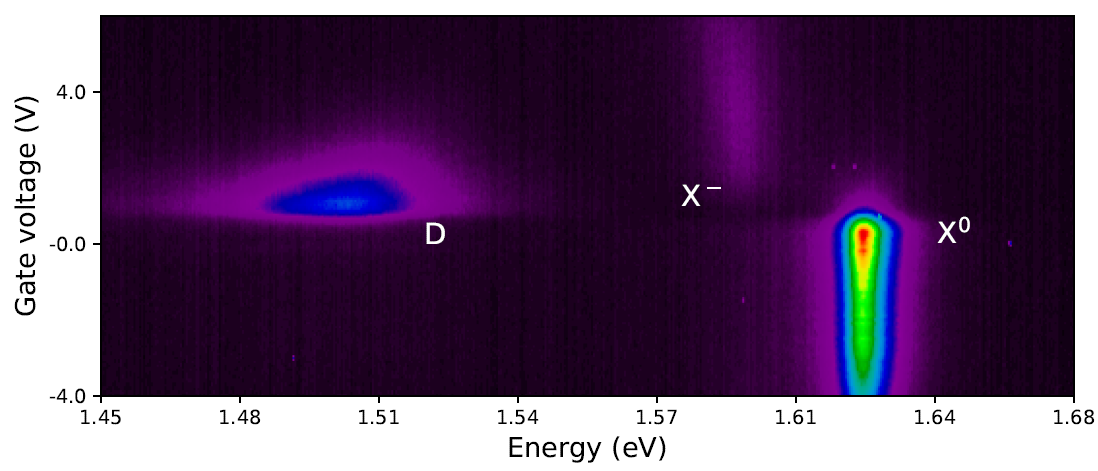 Gate voltage (V)
4.0
-0.0
-4.0
X⁻
D
X⁰
1.45 1.48 1.51 1.54 1.57 1.61 1.64 1.68
Energy (eV)